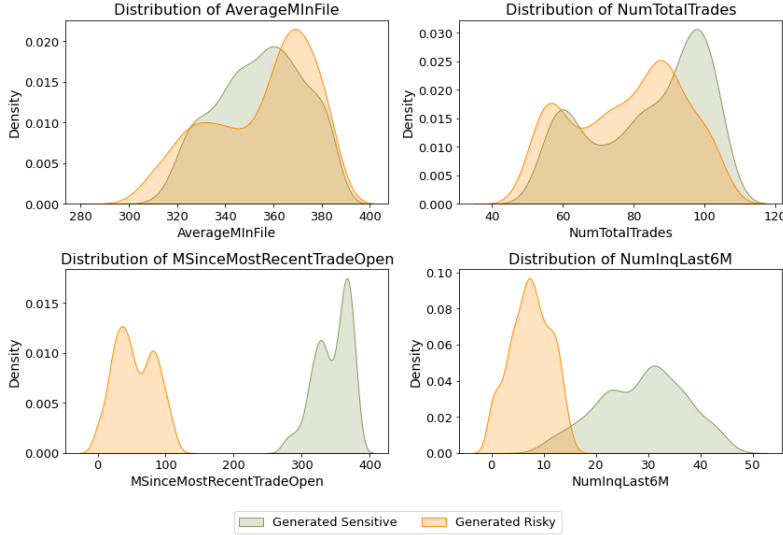 Distribution of AverageMInFile
Density
0.020
0.015
0.010
0.005
0.000
280 300 320 340 360 380 400
AverageMInFile
Distribution of NumTotalTrades
Density
0.030
0.025
0.020
0.015
0.010
0.005
0.000
40 60 80 100 120
NumTotalTrades
Distribution of MSinceMostRecentTradeOpen
Density
0.015
0.010
0.005
0.000
0 100 200 300 400
MSinceMostRecentTradeOpen
Distribution of NumInqLast6M
Density
0.10
0.08
0.06
0.04
0.02
0.00
0 10 20 30 40 50
NumInqLast6M
Generated Sensitive Generated Risky